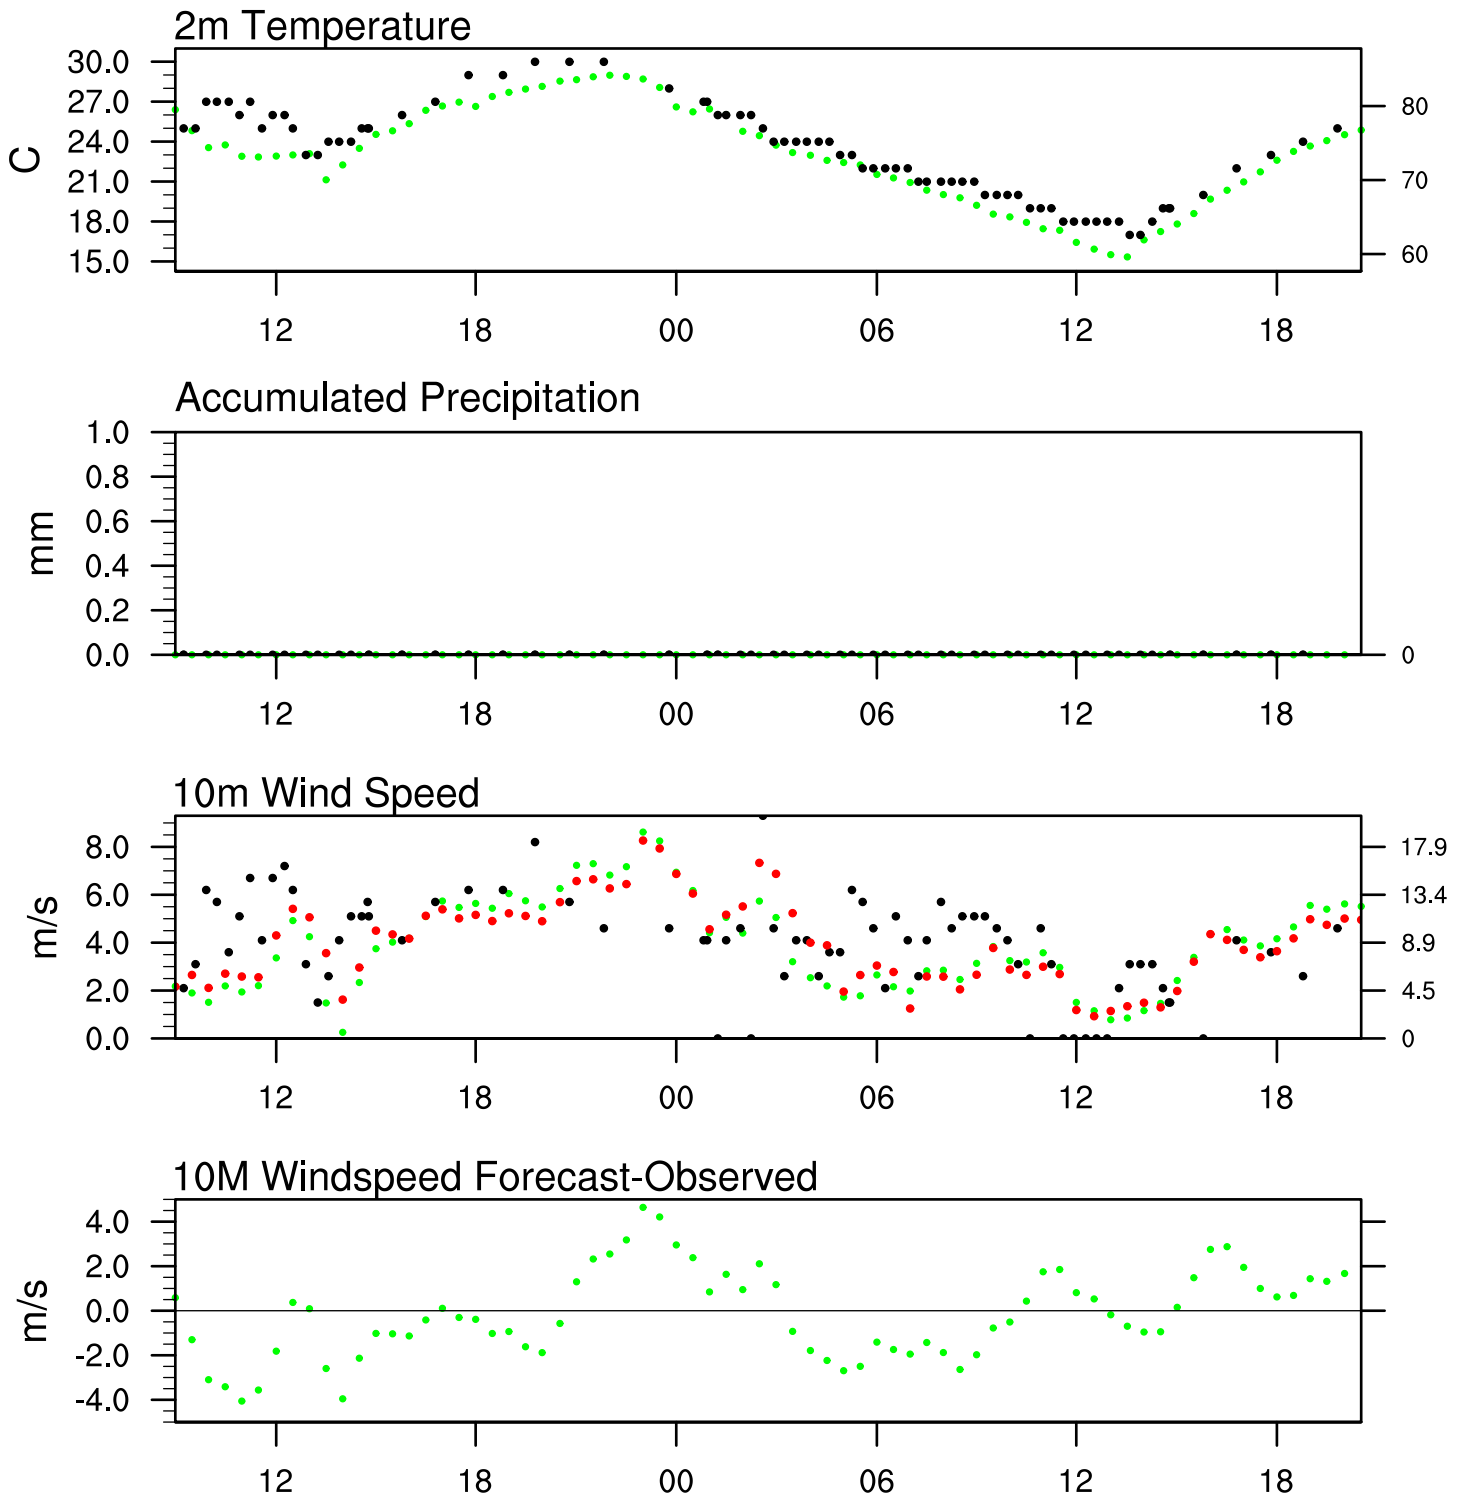 2m Temperature
30.0
27.0
24.0
21.0
18.0
15.0
C
80
70
60
12 18 00 06 12 18
Accumulated Precipitation
1.0
0.8
0.6
0.4
0.2
0.0
mm
0
12 18 00 06 12 18
10m Wind Speed
8.0
6.0
4.0
2.0
0.0
m/s
17.9
13.4
8.9
4.5
0
12 18 00 06 12 18
10M Windspeed Forecast-Observed
4.0
2.0
0.0
-2.0
-4.0
m/s
12 18 00 06 12 18